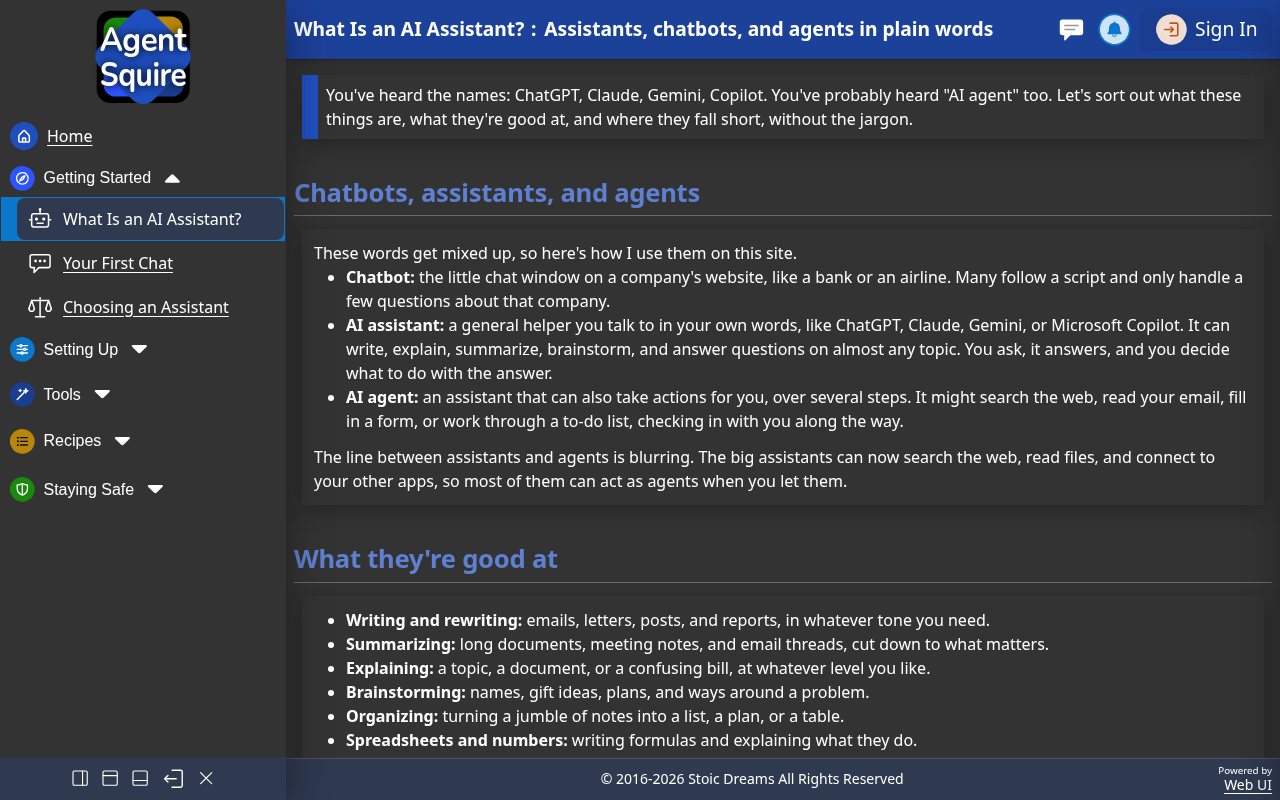 Agent
Squire
Home
Getting Started
What Is an AI Assistant?
Your First Chat
Choosing an Assistant
Setting Up
Tools
Recipes
Staying Safe
What Is an AI Assistant? : Assistants, chatbots, and agents in plain words
Sign In
You've heard the names: ChatGPT, Claude, Gemini, Copilot. You've probably heard "AI agent" too. Let's sort out what these
things are, what they're good at, and where they fall short, without the jargon.
Chatbots, assistants, and agents
These words get mixed up, so here's how I use them on this site.
• Chatbot: the little chat window on a company's website, like a bank or an airline. Many follow a script and only handle a
few questions about that company.
• AI assistant: a general helper you talk to in your own words, like ChatGPT, Claude, Gemini, or Microsoft Copilot. It can
write, explain, summarize, brainstorm, and answer questions on almost any topic. You ask, it answers, and you decide
what to do with the answer.
• AI agent: an assistant that can also take actions for you, over several steps. It might search the web, read your email, fill
in a form, or work through a to-do list, checking in with you along the way.
The line between assistants and agents is blurring. The big assistants can now search the web, read files, and connect to
your other apps, so most of them can act as agents when you let them.
What they're good at
• Writing and rewriting: emails, letters, posts, and reports, in whatever tone you need.
• Summarizing: long documents, meeting notes, and email threads, cut down to what matters.
• Explaining: a topic, a document, or a confusing bill, at whatever level you like.
• Brainstorming: names, gift ideas, plans, and ways around a problem.
• Organizing: turning a jumble of notes into a list, a plan, or a table.
• Spreadsheets and numbers: writing formulas and explaining what they do.
© 2016-2026 Stoic Dreams All Rights Reserved
Powered by
Web UI